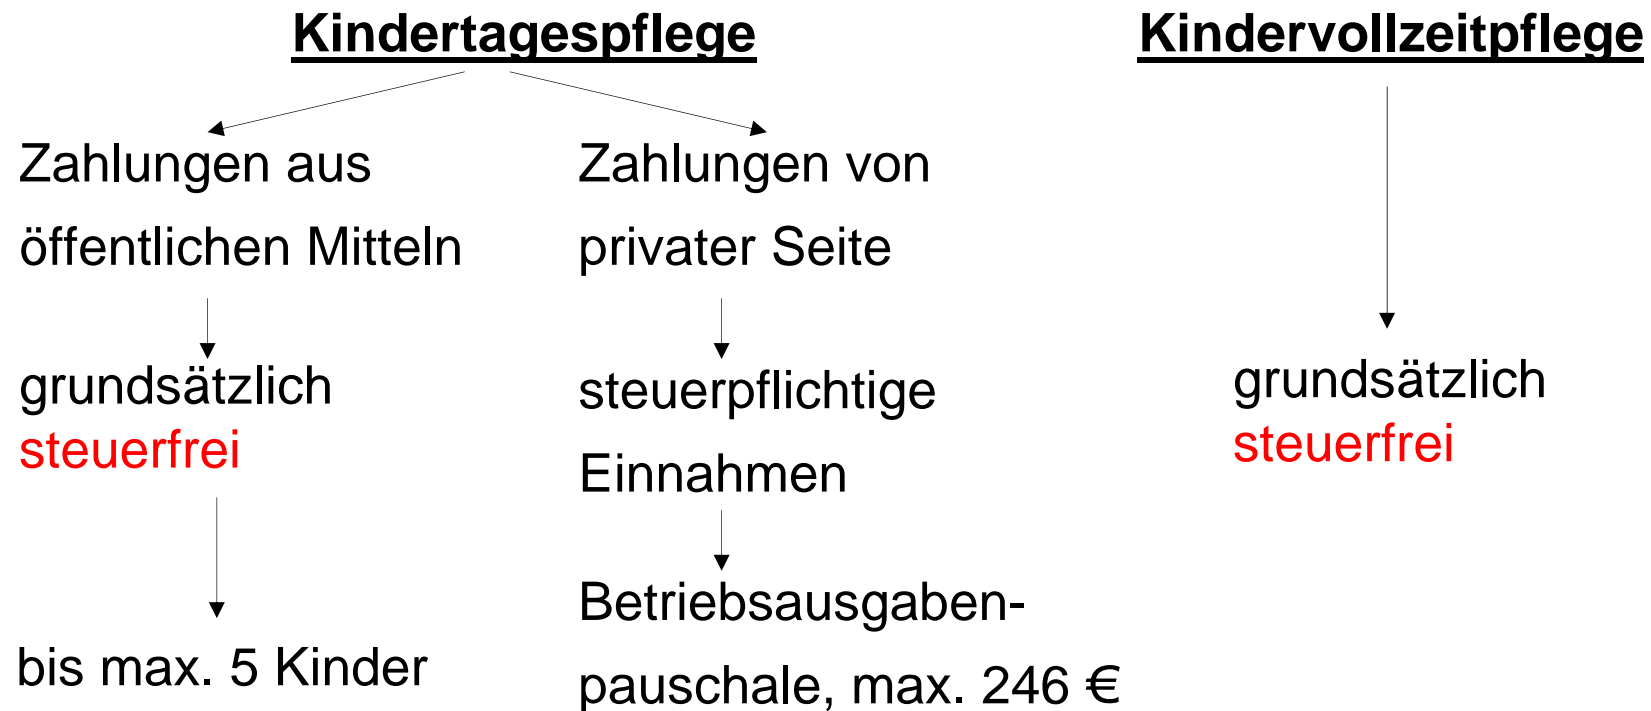 Kindertagespflege
Kindervollzeitpflege
Zahlungen aus
öffentlichen Mitteln
grundsätzlich
steuerfrei
bis max. 5 Kinder
Zahlungen von
privater Seite
steuerpflichtige
Einnahmen
Betriebsausgaben-
pauschale, max. 246 €
grundsätzlich
steuerfrei